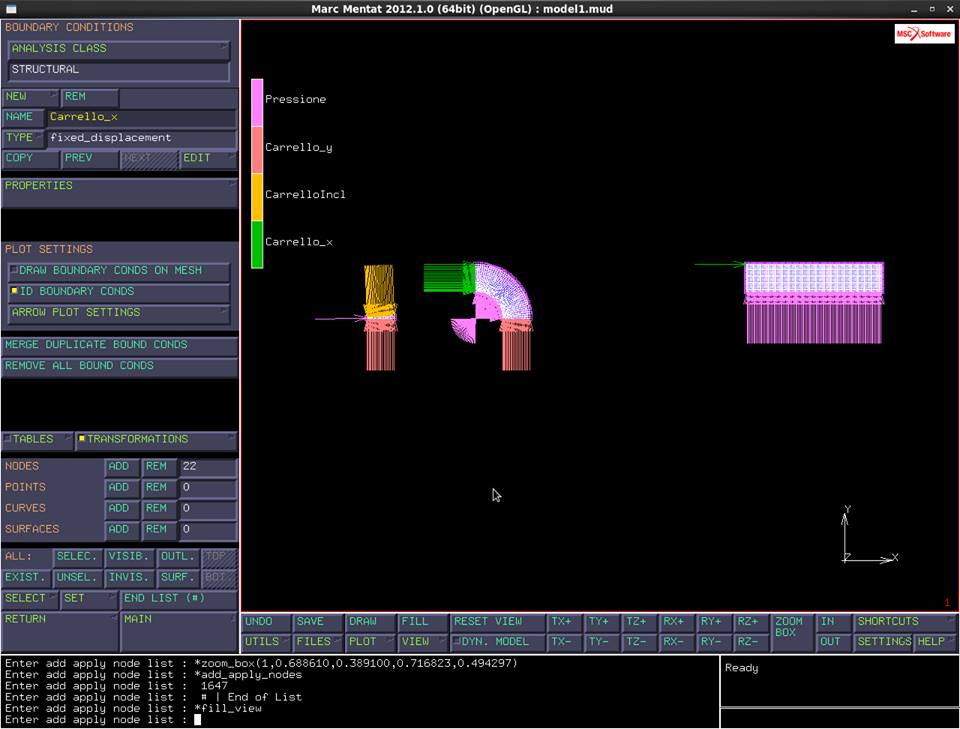 Marc Mentat 2012.1.0 (64bit) (OpenGL) : model1.mud
BOUNDARY CONDITIONS
ANALYSIS CLASS
STRUCTURAL
NEW REM
NAME Carrello_x
TYPE fixed_displacement
COPY PREV NEXT EDIT
PROPERTIES
PLOT SETTINGS
DRAW BOUNDARY CONDS ON MESH
ID BOUNDARY CONDS
ARROW PLOT SETTINGS
MERGE DUPLICATE BOUND CONDS
REMOVE ALL BOUND CONDS
TABLES TRANSFORMATIONS
NODES ADD REM 22
POINTS ADD REM 0
CURVES ADD REM 0
SURFACES ADD REM 0
ALL: SELEC. VISIB. OUTL. TOP
EXIST. UNSEL. INVIS. SURF. BOT.
SELECT SET END LIST (#)
RETURN MAIN
MSC Software
Pressione
Carrello_y
CarrelloIncl
Carrello_x
Y
Z X
1
UNDO SAVE DRAW FILL RESET VIEW TX+ TY+ TZ+ RX+ RY+ RZ+ ZOOM BOX IN SHORTCUTS
UTILS FILES PLOT VIEW DYN. MODEL TX- TY- TZ- RX- RY- RZ- OUT SETTINGS HELP
Enter add apply node list : *zoom_box(1,0.688610,0.389100,0.716823,0.494297)
Enter add apply node list : *add_apply_nodes
Enter add apply node list : 1647
Enter add apply node list : # | End of List
Enter add apply node list : *fill_view
Enter add apply node list :
Ready